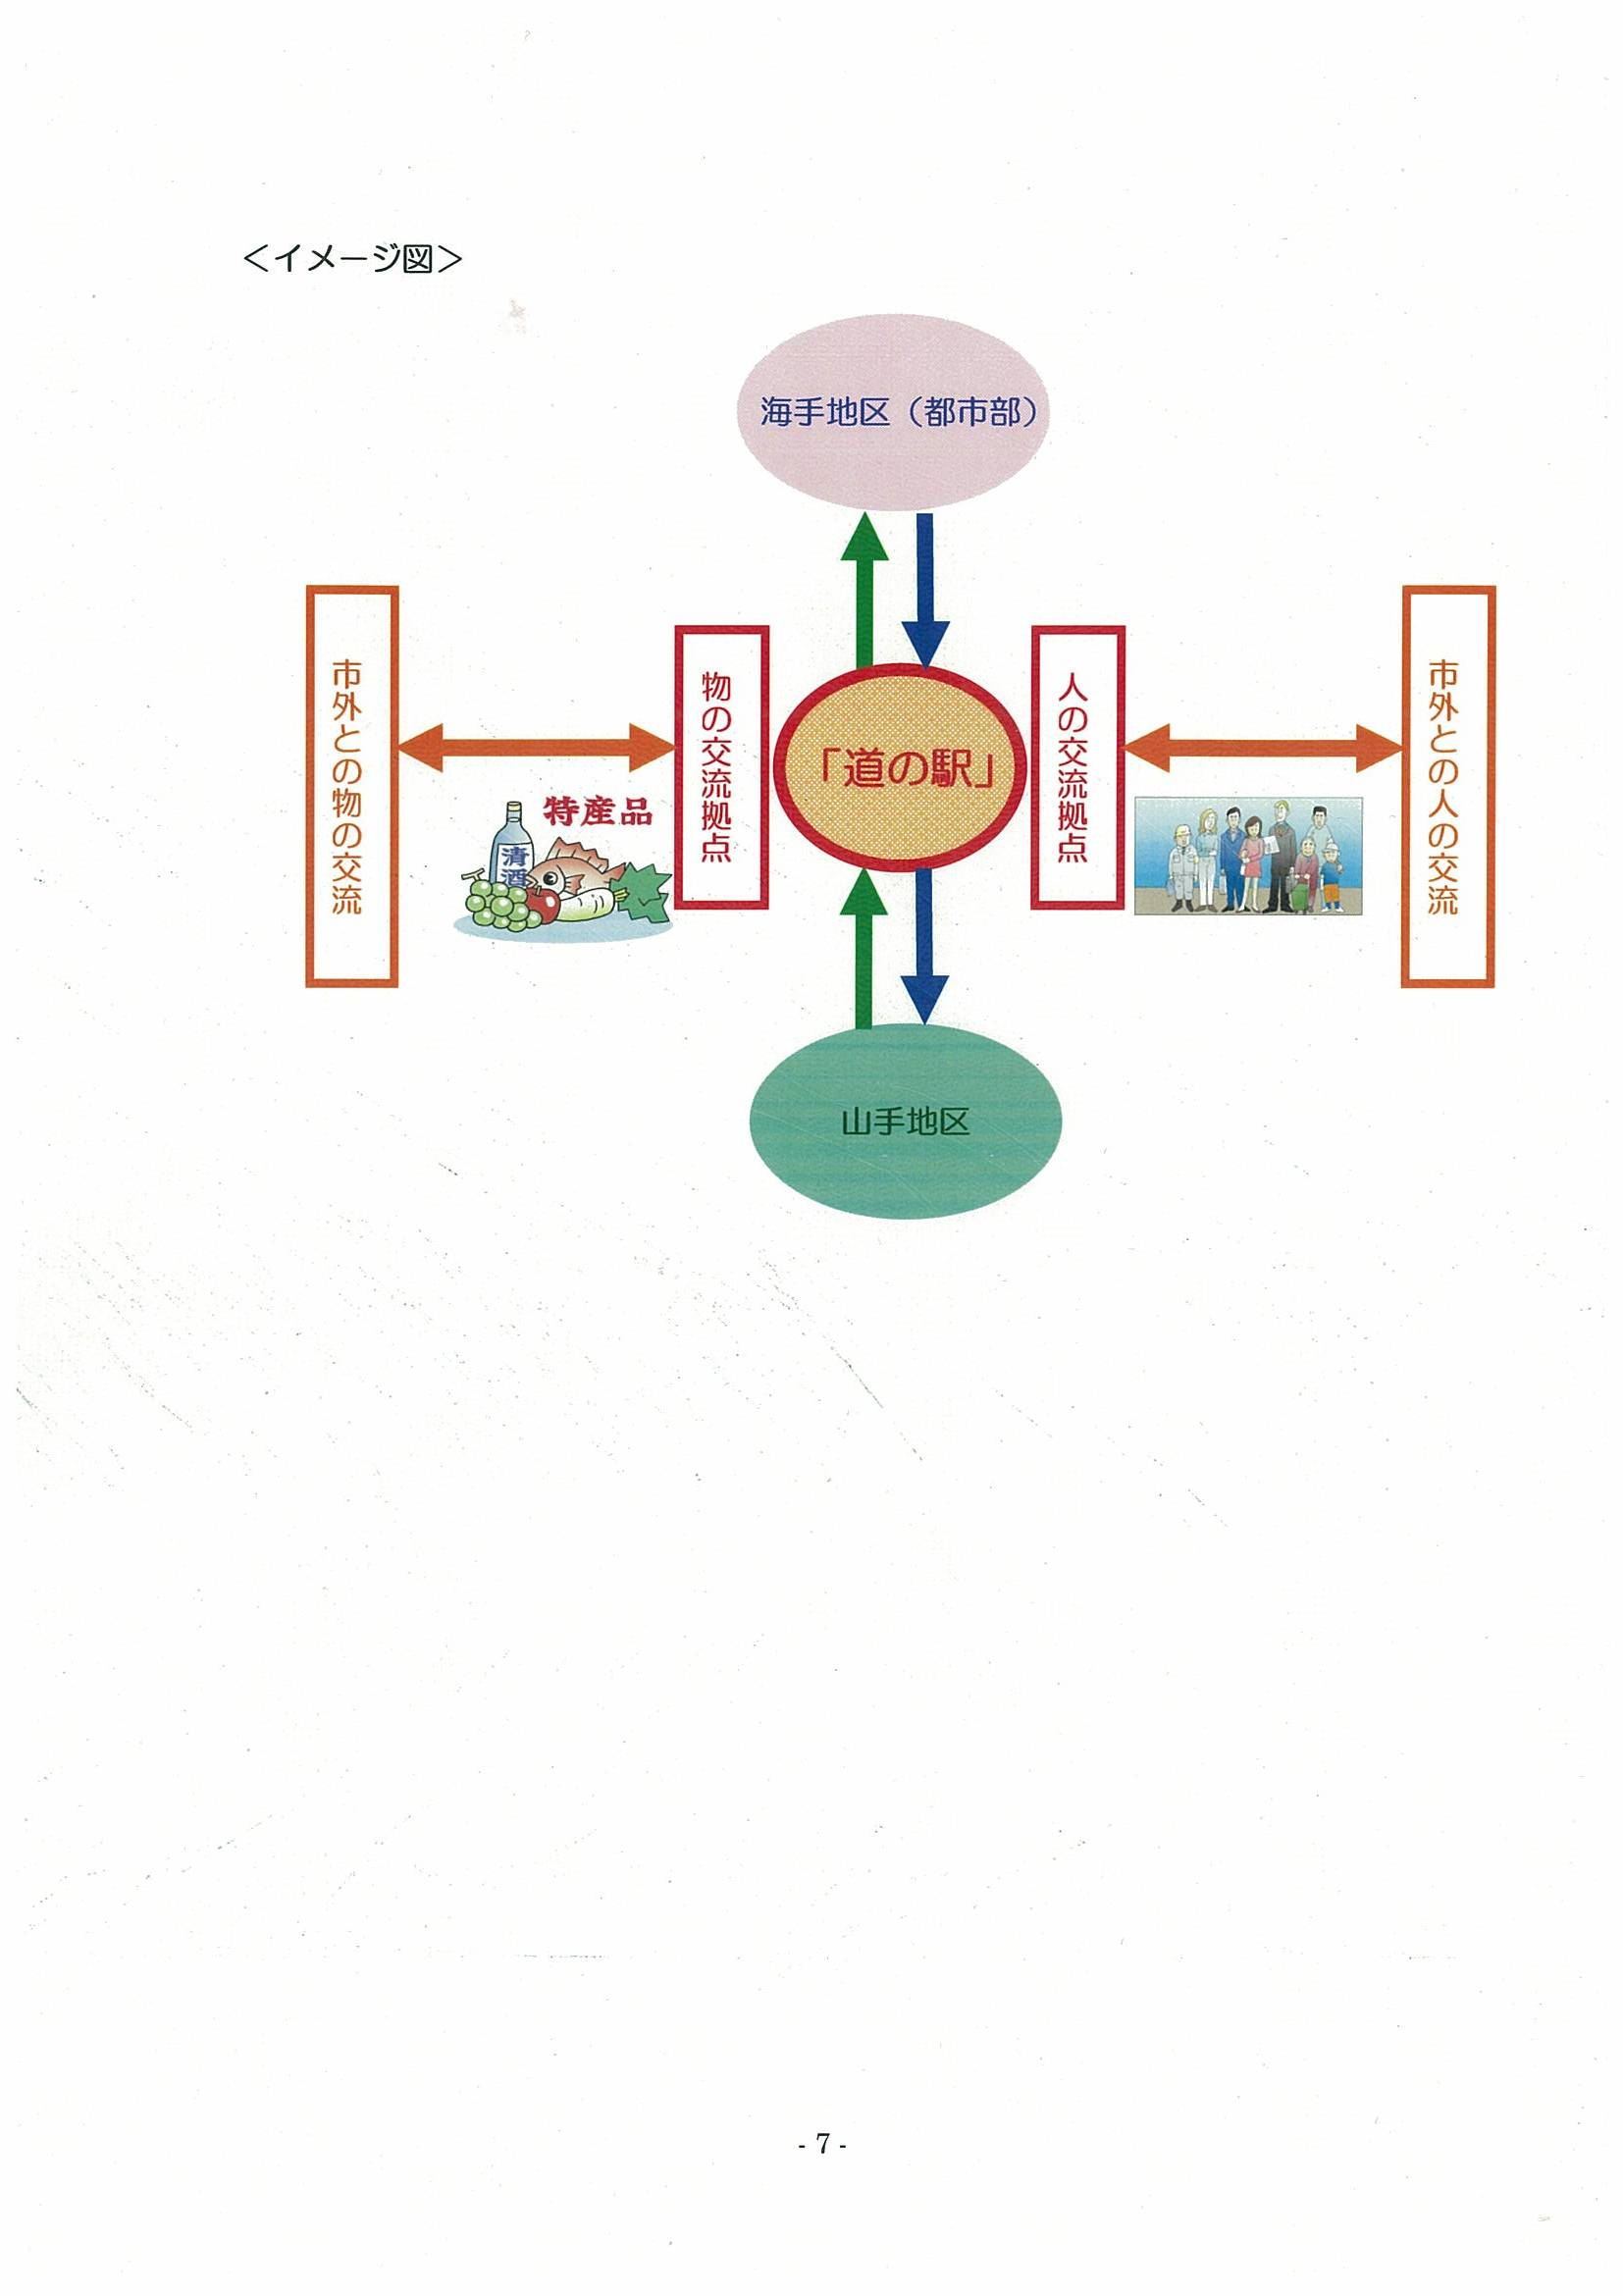 ＜イメージ図＞
海手地区（都市部）
市外との物の交流
物の交流拠点
「道の駅」
人の交流拠点
市外との人の交流
特産品
清酒
山手地区
- 7 -